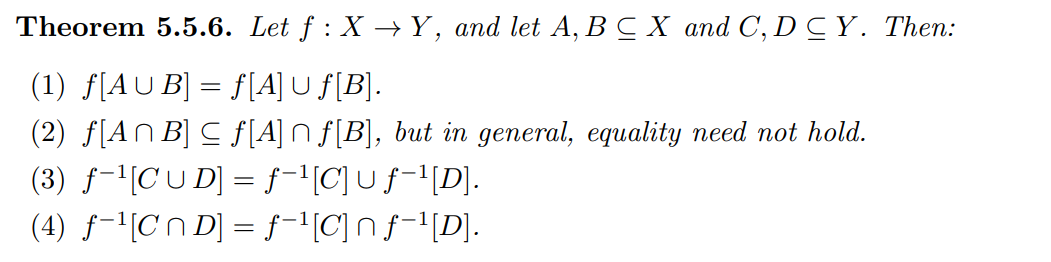 Theorem 5.5.6. Let f : X → Y, and let A, B ⊆ X and C, D ⊆ Y. Then:
(1) f[A ∪ B] = f[A] ∪ f[B].
(2) f[A ∩ B] ⊆ f[A] ∩ f[B], but in general, equality need not hold.
(3) f⁻¹[C ∪ D] = f⁻¹[C] ∪ f⁻¹[D].
(4) f⁻¹[C ∩ D] = f⁻¹[C] ∩ f⁻¹[D].